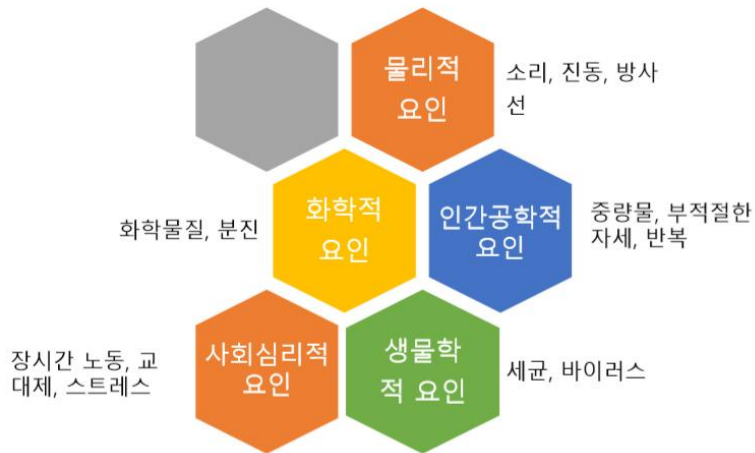 물리적
요인
소리, 진동, 방사
선
화학물질, 분진
화학적
요인
인간공학적
요인
중량물, 부적절한
자세, 반복
장시간 노동, 교
대제, 스트레스
사회심리적
요인
생물학
적 요인
세균, 바이러스